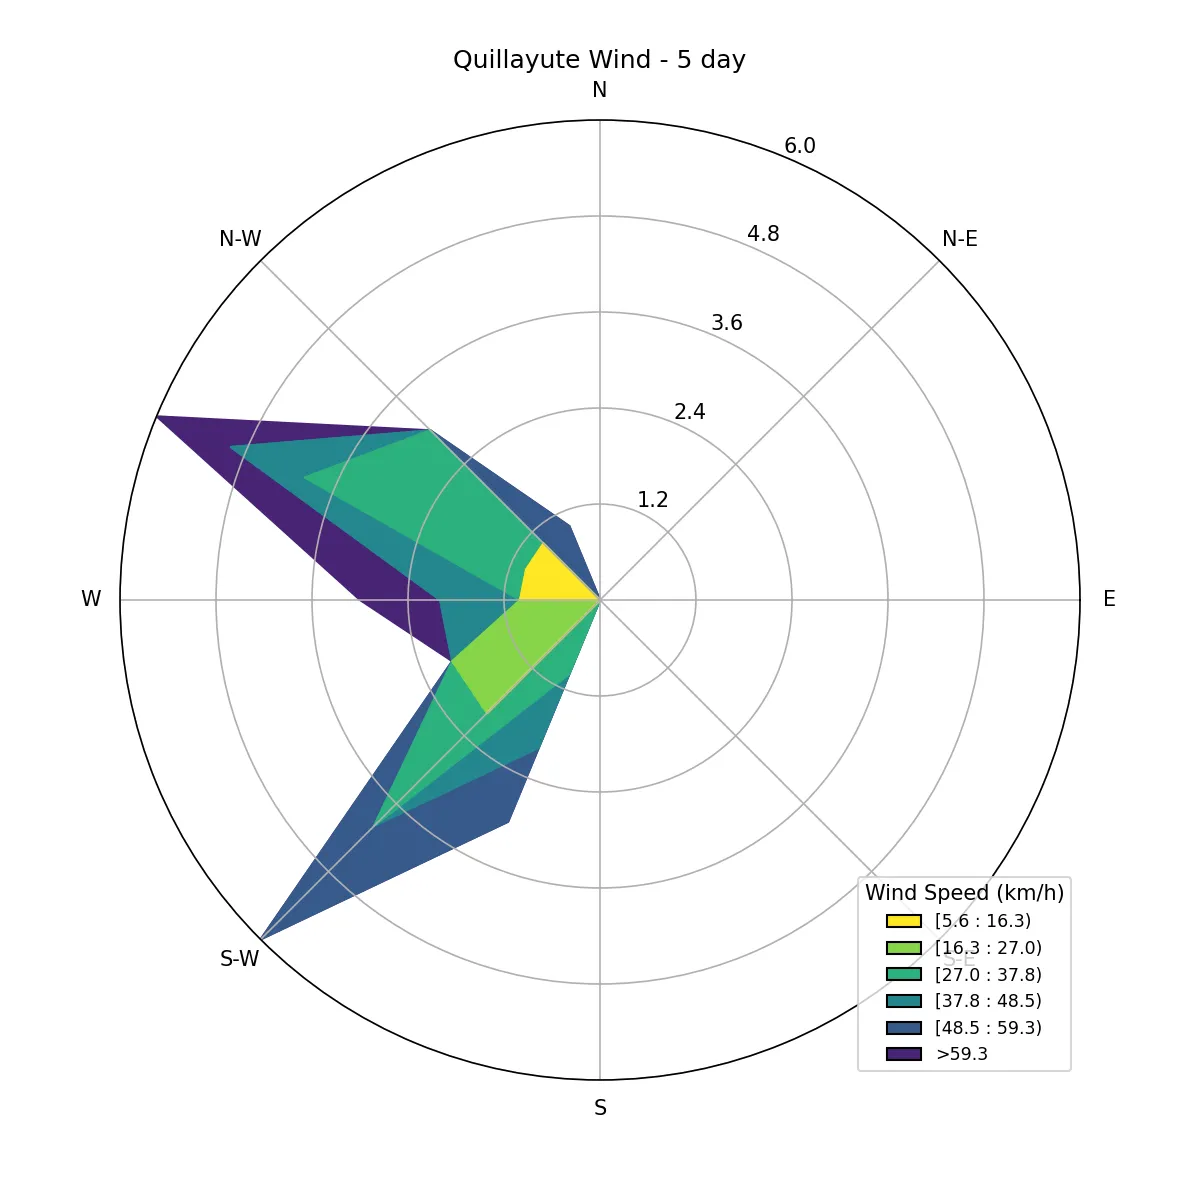 Quillayute Wind - 5 day
N
6.0
N-W
N-E
4.8
3.6
2.4
1.2
W
E
S-W
S-E
S
Wind Speed (km/h)
[5.6 : 16.3)
[16.3 : 27.0)
[27.0 : 37.8)
[37.8 : 48.5)
[48.5 : 59.3)
>59.3